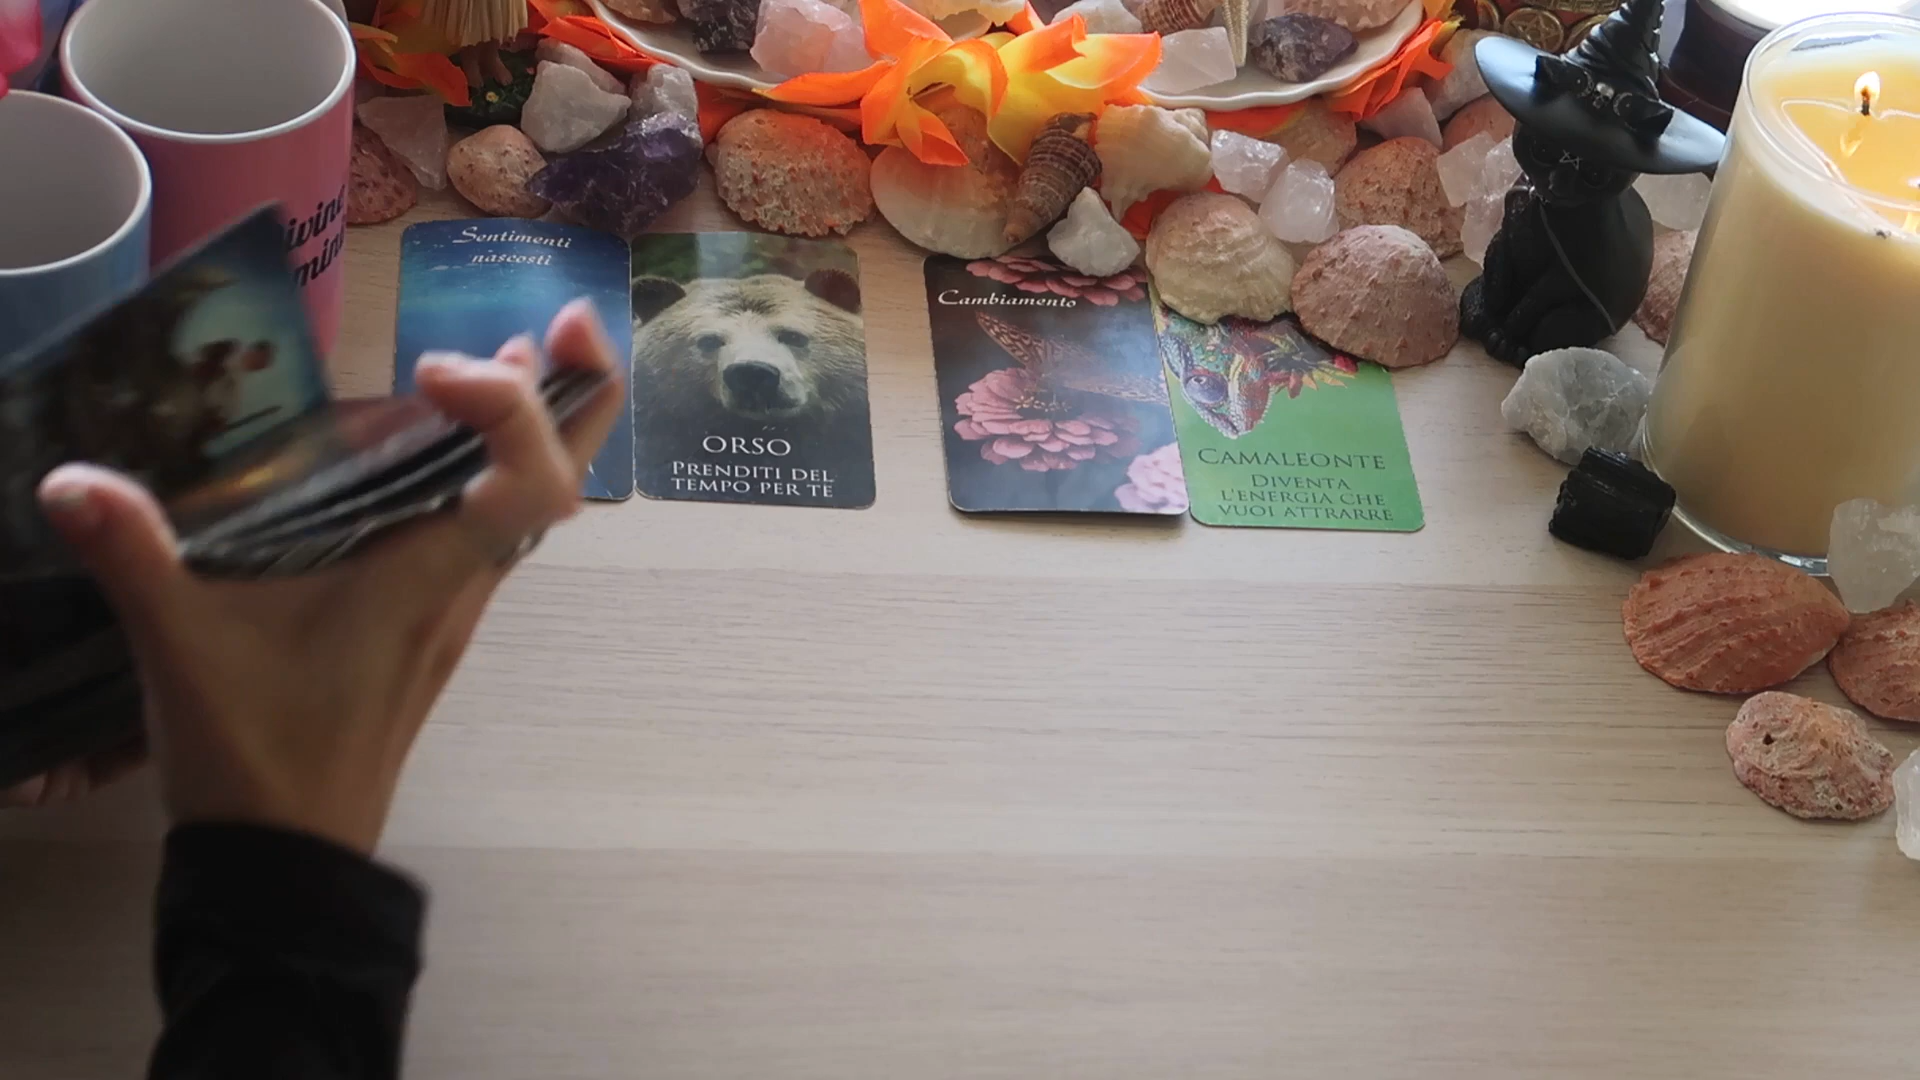 Sentimenti
nascosti
ORSO
PRENDITI DEL
TEMPO PER TE
Cambiamento
CAMALEONTE
DIVENTA
L'ENERGIA CHE
VUOI ATTRARRE